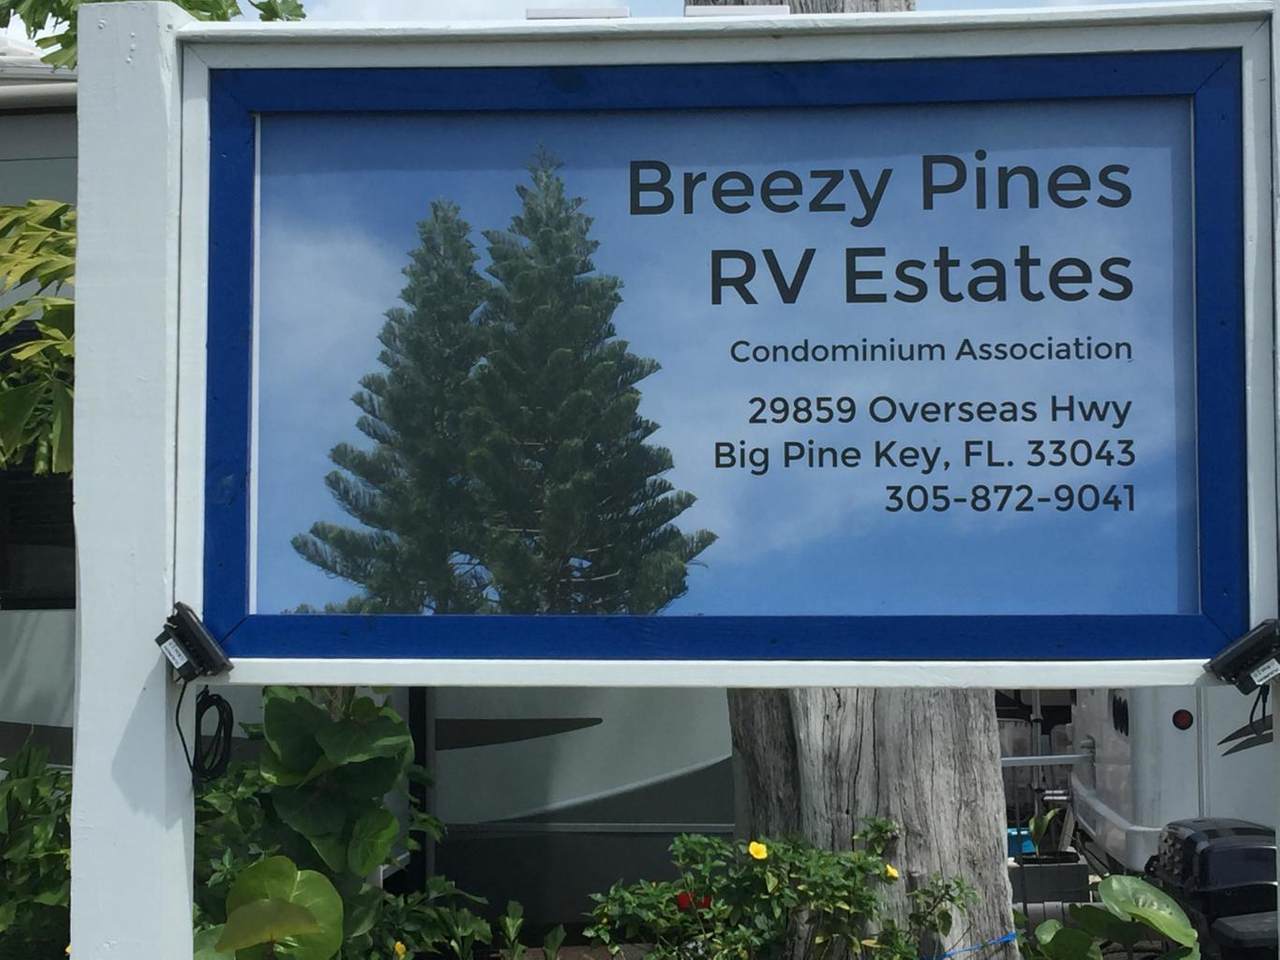 Breezy Pines
RV Estates
Condominium Association
29859 Overseas Hwy
Big Pine Key, FL. 33043
305-872-9041